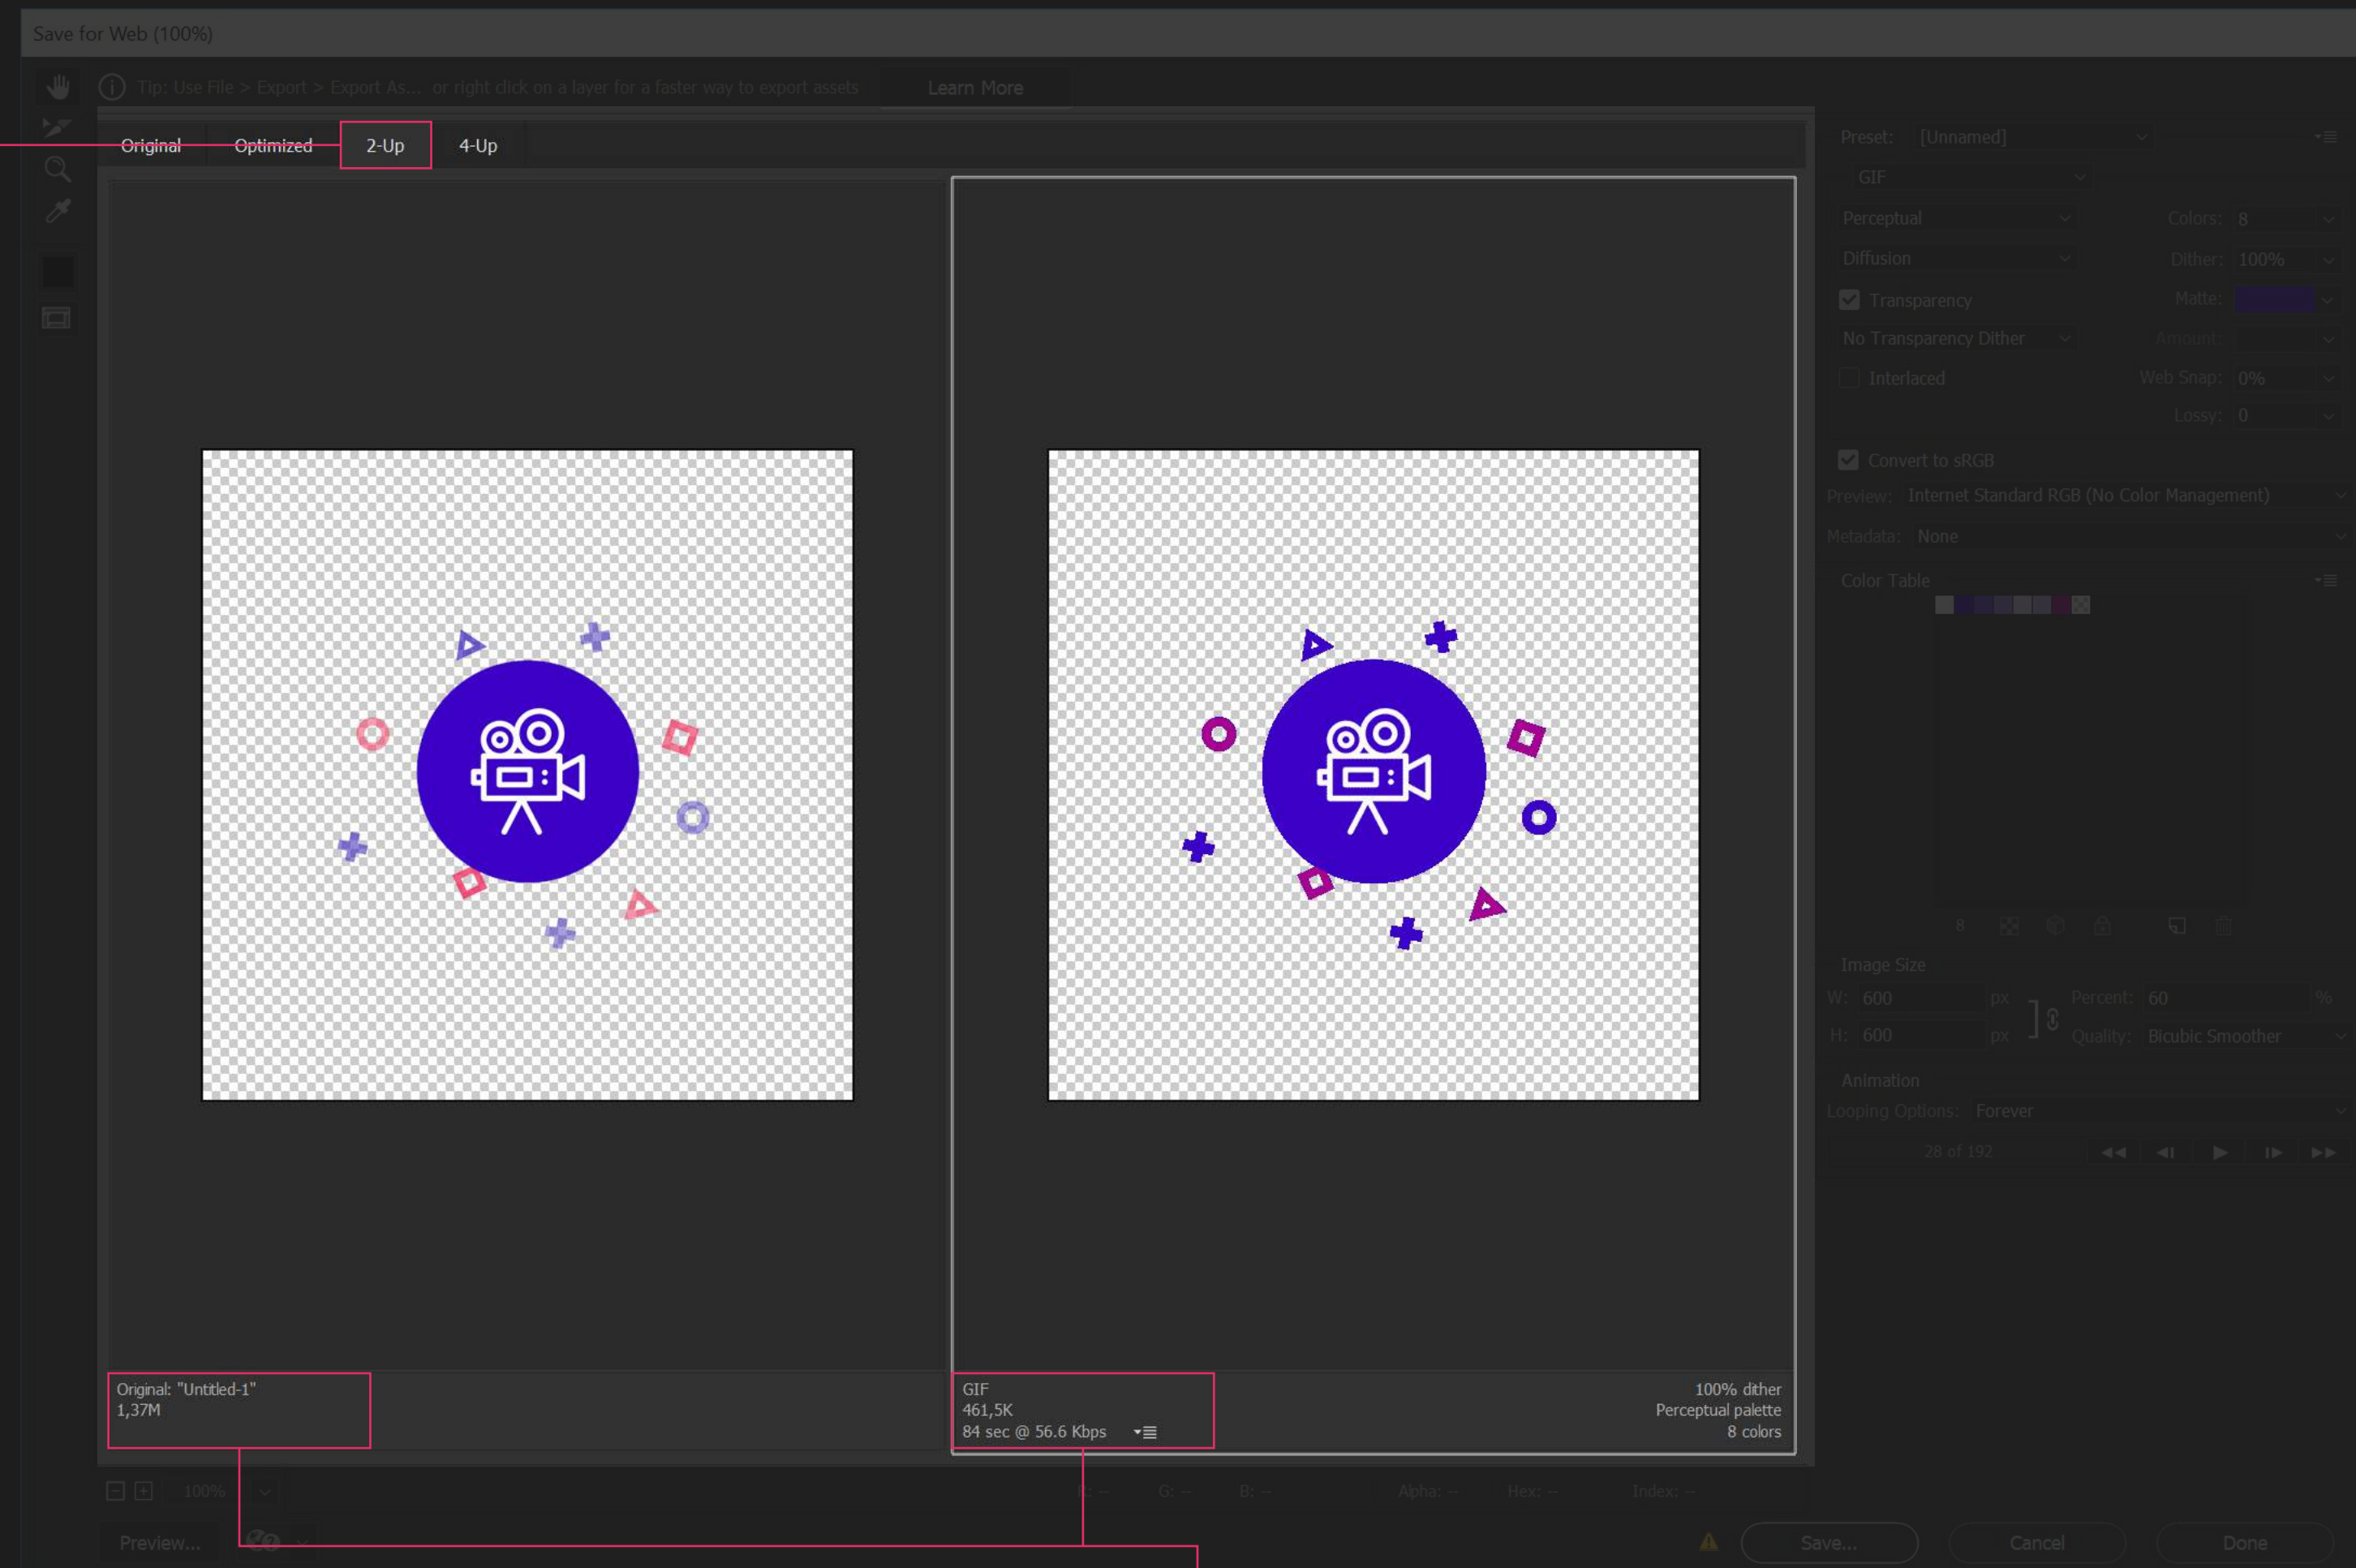 Save for Web (100%)
Tip: Use File > Export > Export As... or right click on a layer for a faster way to export assets
Learn More
Original
Optimized
2-Up
4-Up
Original: "Untitled-1"
1,37M
GIF
461,5K
84 sec @ 56.6 Kbps
100% dither
Perceptual palette
8 colors
Preset: [Unnamed]
GIF
Perceptual
Colors: 8
Diffusion
Dither: 100%
Transparency
Matte:
No Transparency Dither
Amount:
Interlaced
Web Snap: 0%
Lossy: 0
Convert to sRGB
Preview: Internet Standard RGB (No Color Management)
Metadata: None
Color Table
8
Image Size
W: 600 px
Percent: 60 %
H: 600 px
Quality: Bicubic Smoother
Animation
Looping Options: Forever
28 of 192
100%
R: --
G: --
B: --
Alpha: --
Hex: --
Index: --
Preview...
Save...
Cancel
Done